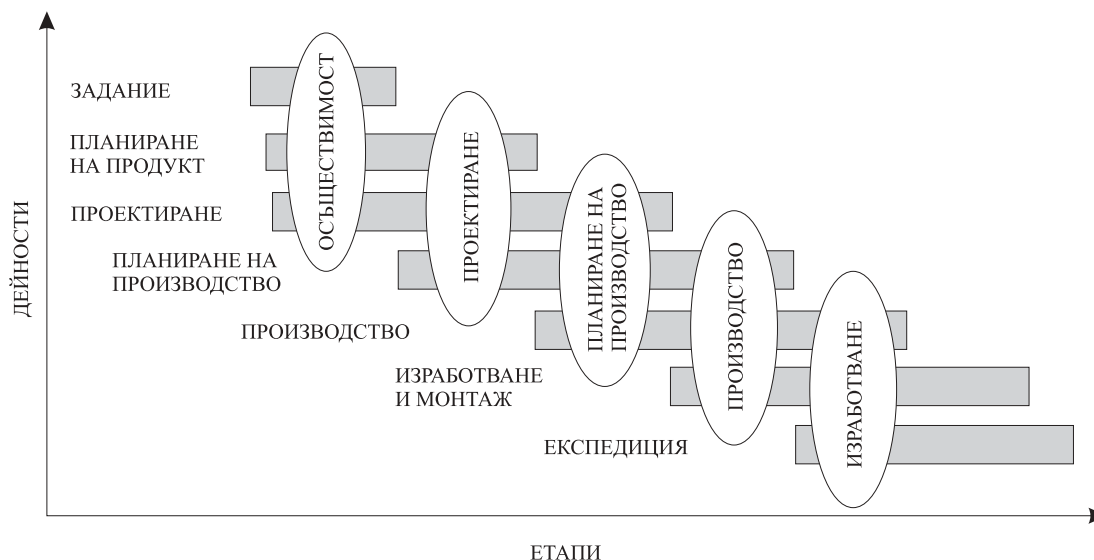 ЗАДАНИЕ
ПЛАНИРАНЕ
НА ПРОДУКТ
ПРОЕКТИРАНЕ
ПЛАНИРАНЕ НА
ПРОИЗВОДСТВО
ПРОИЗВОДСТВО
ИЗРАБОТВАНЕ
И МОНТАЖ
ЕКСПЕДИЦИЯ
ОСЪЩЕСТВИМОСТ
ПРОЕКТИРАНЕ
ПЛАНИРАНЕ НА
ПРОИЗВОДСТВО
ПРОИЗВОДСТВО
ИЗРАБОТВАНЕ
ДЕЙНОСТИ
ЕТАПИ